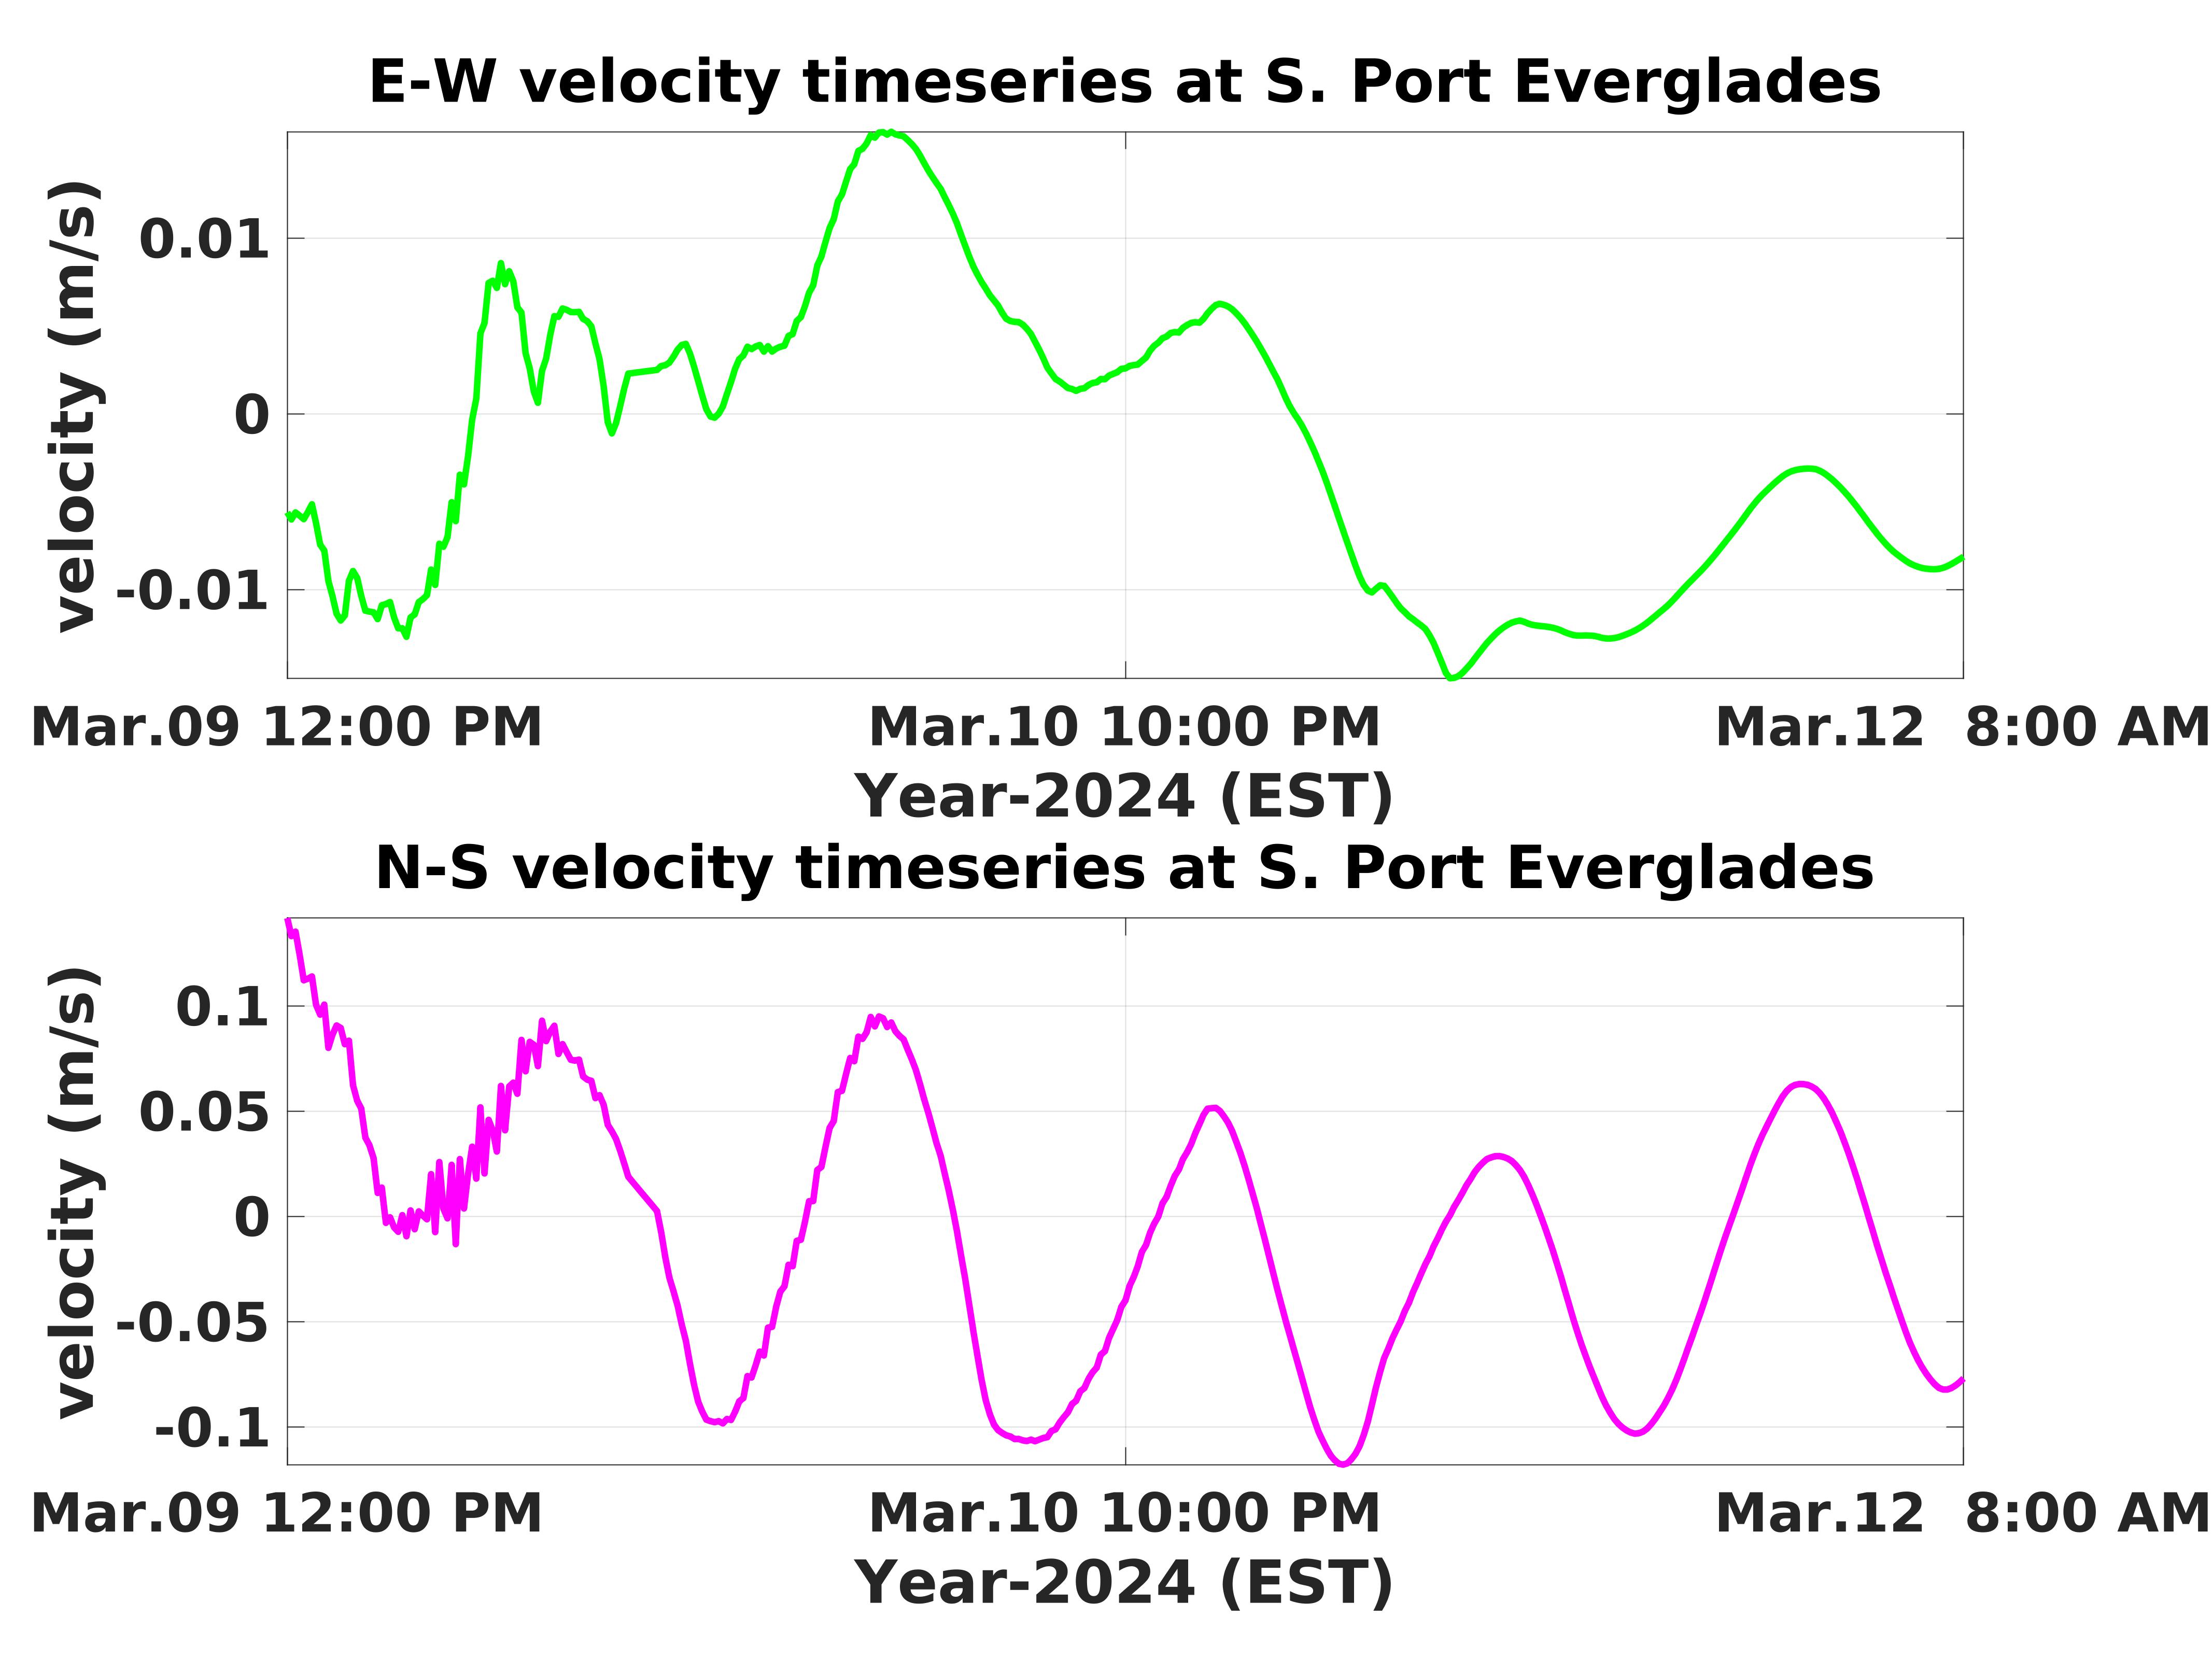 E-W velocity timeseries at S. Port Everglades
velocity (m/s)
0.01
0
-0.01
Mar.09 12:00 PM
Mar.10 10:00 PM
Mar.12  8:00 AM
Year-2024 (EST)
N-S velocity timeseries at S. Port Everglades
velocity (m/s)
0.1
0.05
0
-0.05
-0.1
Mar.09 12:00 PM
Mar.10 10:00 PM
Mar.12  8:00 AM
Year-2024 (EST)